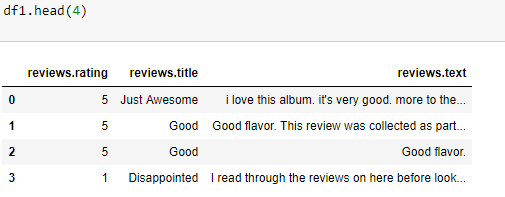 df1.head(4)
reviews.rating reviews.title reviews.text
0 5 Just Awesome i love this album. it's very good. more to the...
1 5 Good Good flavor. This review was collected as part...
2 5 Good Good flavor.
3 1 Disappointed I read through the reviews on here before look...